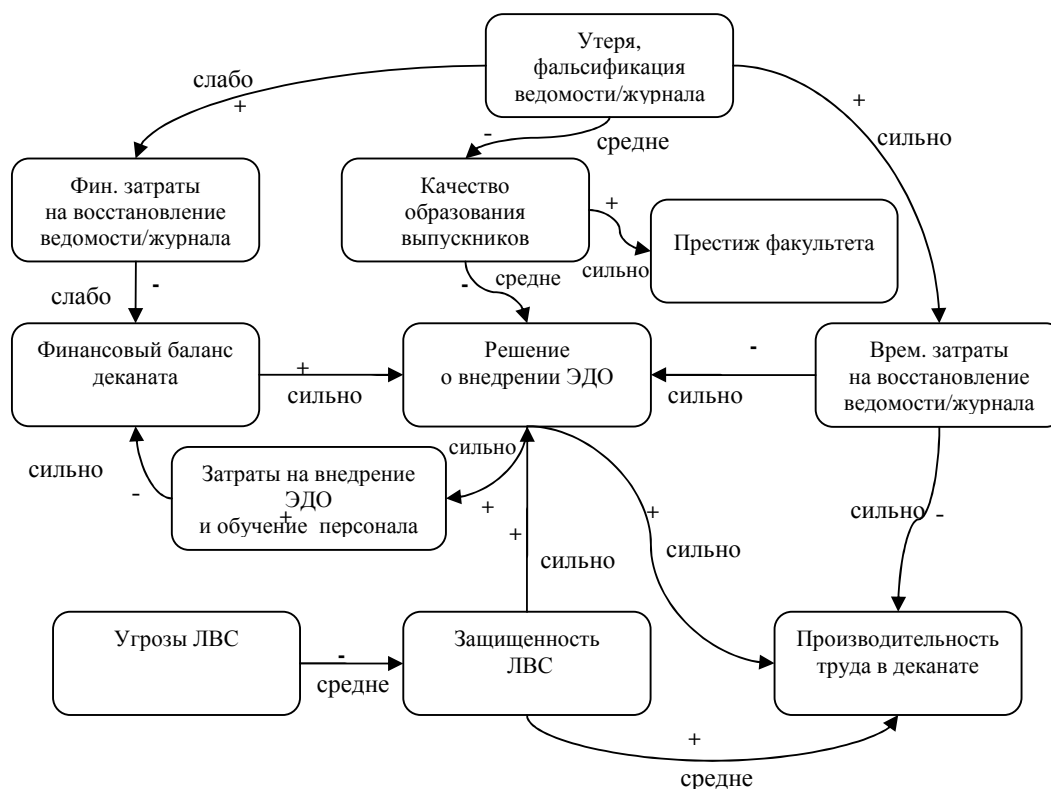 Утеря,
фальсификация
ведомости/журнала
слабо
+
-
средне
+
сильно
Фин. затраты
на восстановление
ведомости/журнала
Качество
образования
выпускников
+
сильно
Престиж факультета
-
слабо
-
средне
Финансовый баланс
деканата
+
сильно
Решение
о внедрении ЭДО
-
сильно
Врем. затраты
на восстановление
ведомости/журнала
сильно
-
Затраты на внедрение
ЭДО
+
и обучение персонала
сильно
+
+
сильно
+
сильно
сильно -
Угрозы ЛВС
-
средне
Защищенность
ЛВС
Производительность
труда в деканате
+
средне